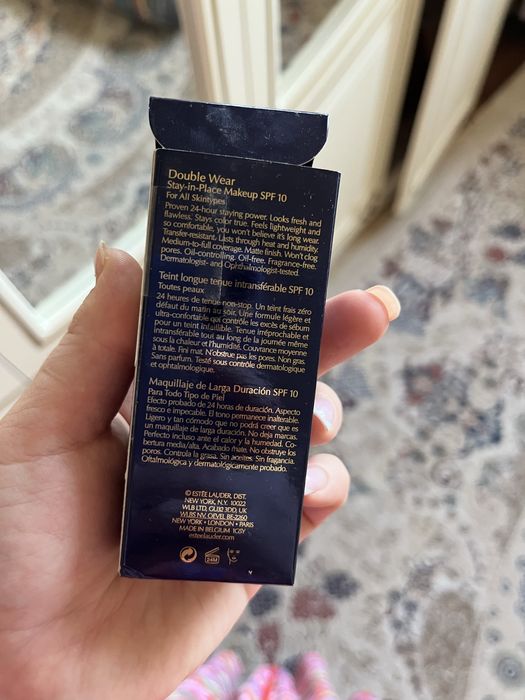 Double Wear
Stay-in-Place Makeup SPF 10
For All Skintypes
Proven 24-hour staying power. Looks fresh and
flawless. Stays color true. Feels lightweight and
so comfortable, you won't believe it's long wear.
Transfer-resistant. Lasts through heat and humidity.
Medium-to-full coverage. Matte finish. Won't clog
pores. Oil-controlling. Oil-free. Fragrance-free.
Dermatologist- and Ophthalmologist-tested.
Teint longue tenue intransférable SPF 10
Toutes peaux
24 heures de tenue non-stop. Un teint frais zéro
défaut du matin au soir. Une formule légère et
ultra-confortable qui contrôle les excès de sébum
pour un teint infaillible. Tenue irréprochable et
intransférable tout au long de la journée même
sous la chaleur et l'humidité. Couvrance moyenne
à totale. Fini mat. N'obstrue pas les pores. Non gras.
Sans parfum. Testé sous contrôle dermatologique
et ophtalmologique.
Maquillaje de Larga Duración SPF 10
Para Todo Tipo de Piel
Efecto probado de 24 horas de duración. Aspecto
fresco e impecable. El tono permanece inalterable.
Ligero y tan cómodo que no podrá creer que es
un maquillaje de larga duración. No deja marcas.
Perfecto incluso ante el calor y la humedad. Co-
bertura media/alta. Acabado mate. No obstruye los
poros. Controla la grasa. Sin aceites. Sin fragancia.
Oftalmológica y dermatológicamente probado.
© ESTÉE LAUDER, DIST.
NEW YORK, N.Y. 10022
WLB LTD, GU32 3DD, UK
WLBS NV. OEVEL BE-2260
NEW YORK • LONDON • PARIS
MADE IN BELGIUM 1G5Y
esteelauder.com
24M